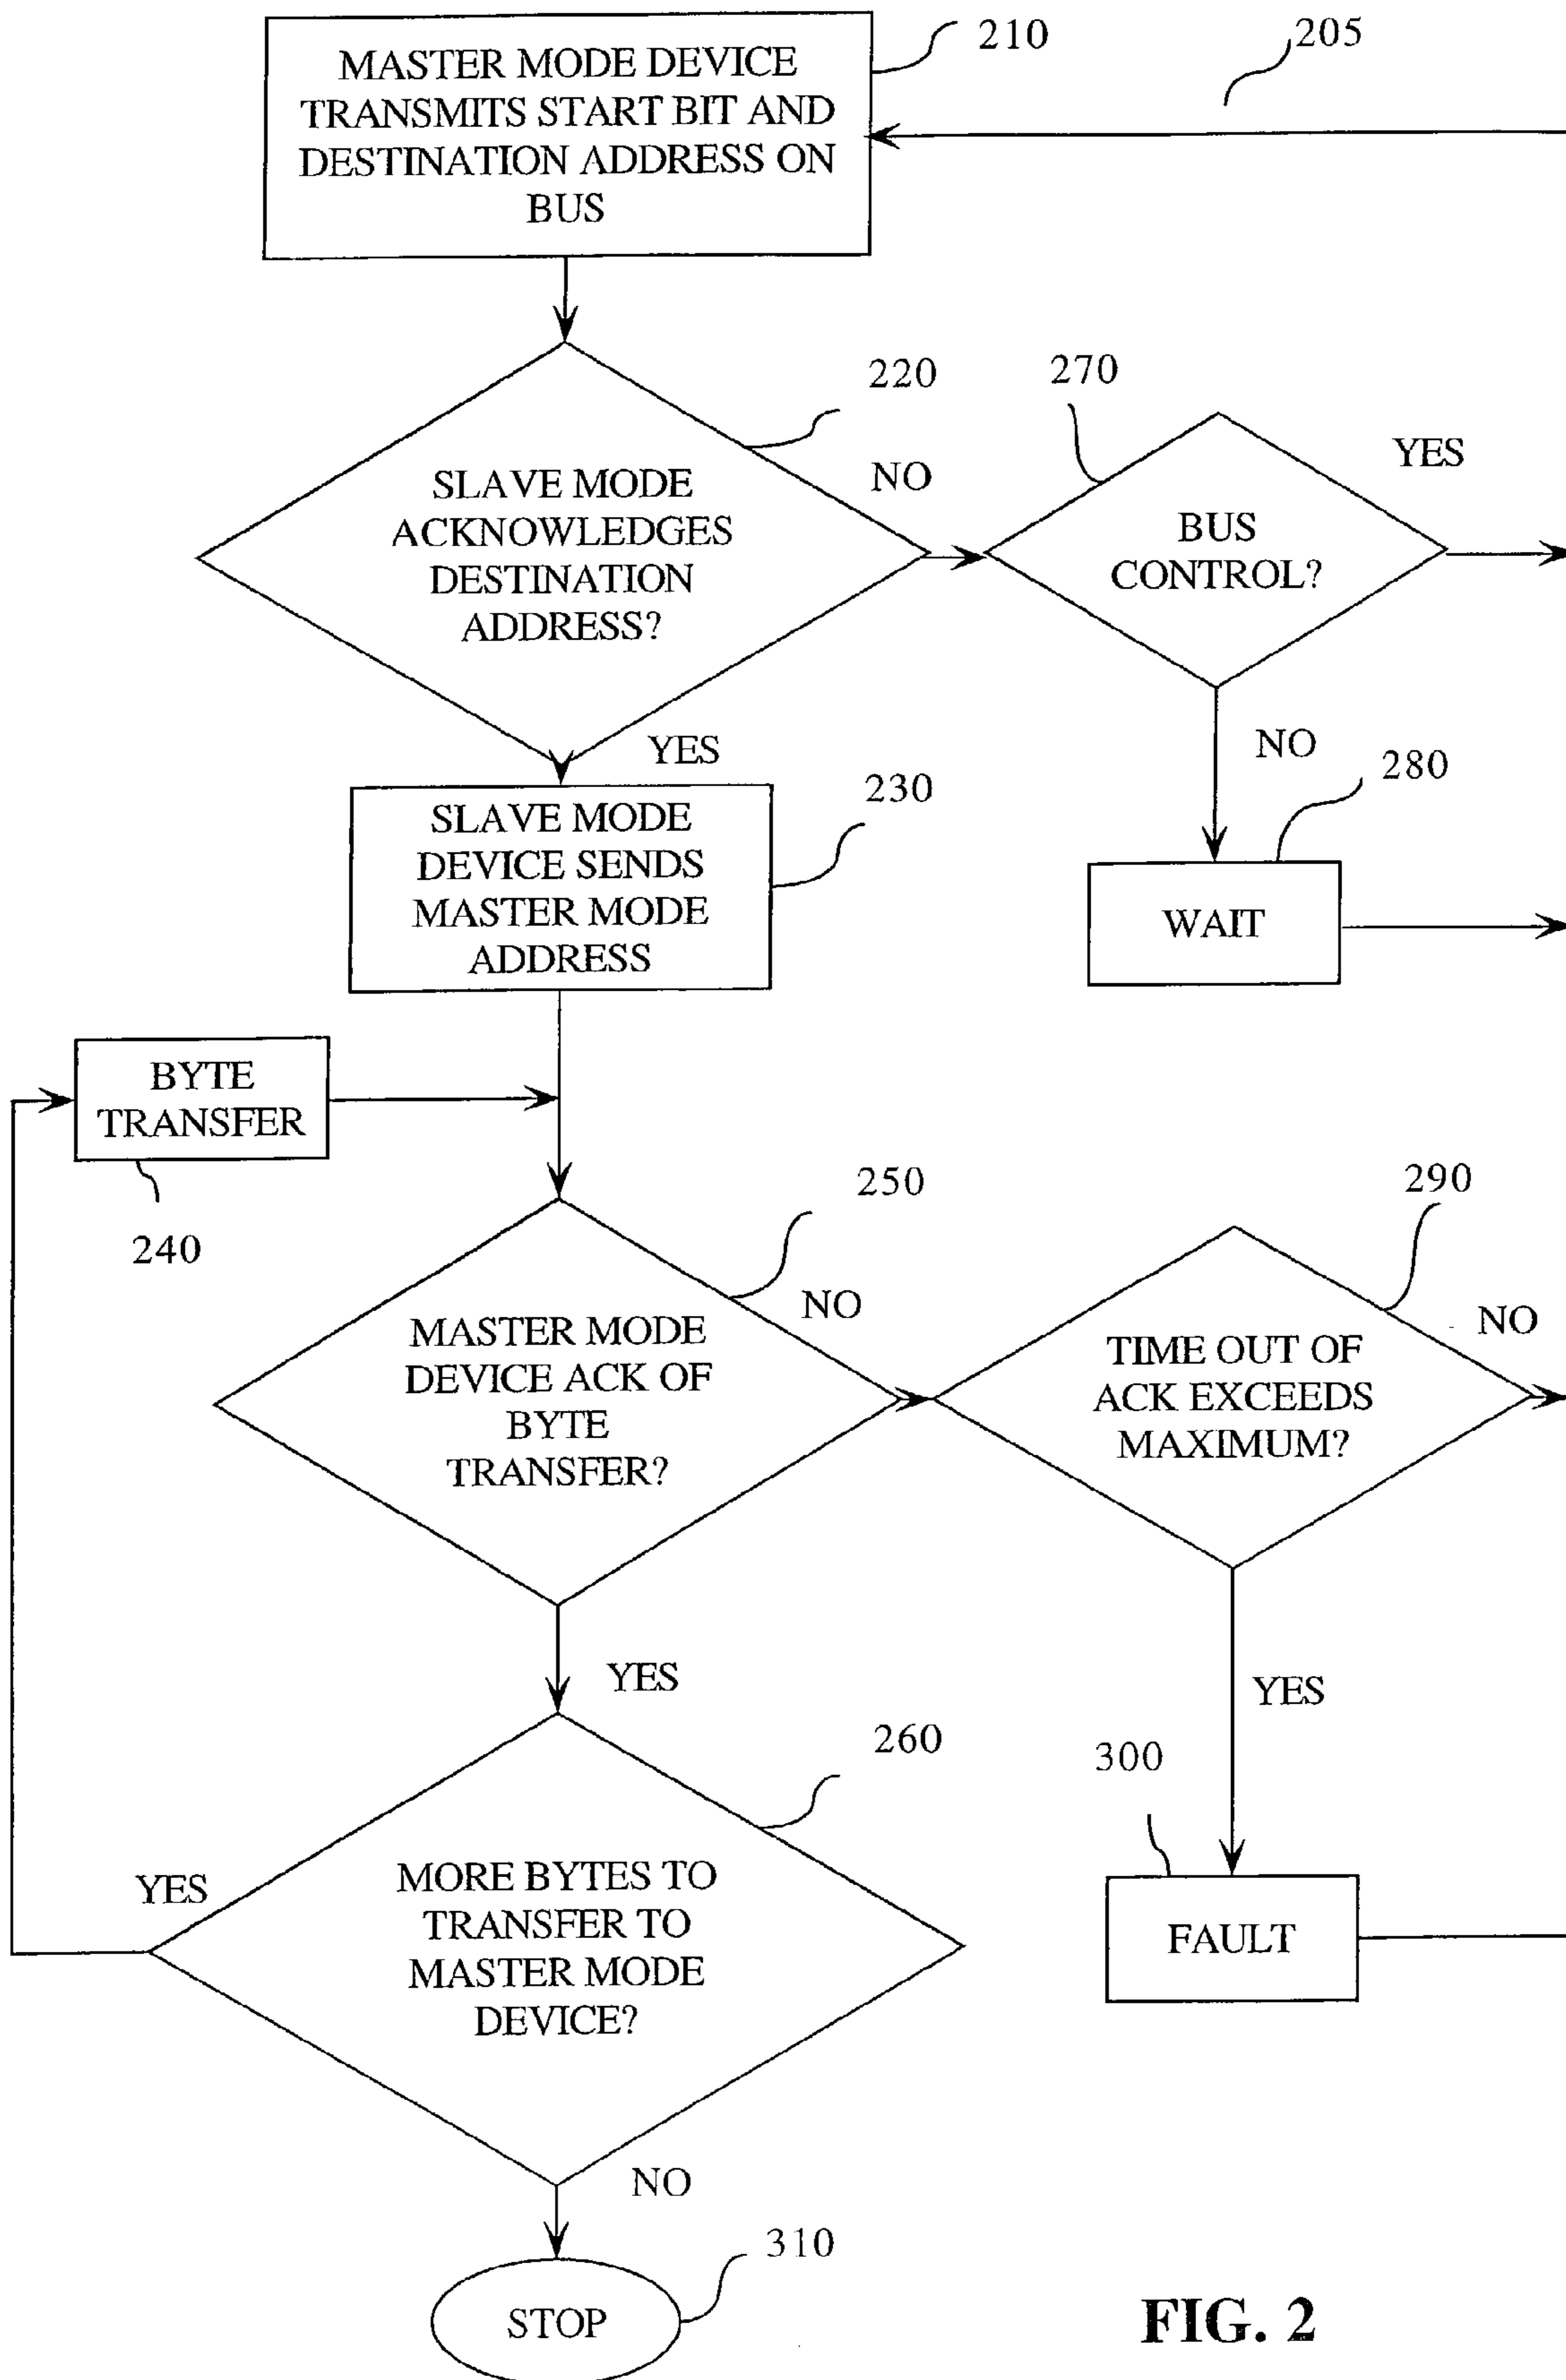 210
205
MASTER MODE DEVICE
TRANSMITS START BIT AND
DESTINATION ADDRESS ON
BUS
220
270
NO
YES
SLAVE MODE
ACKNOWLEDGES
DESTINATION
ADDRESS?
BUS
CONTROL?
YES
NO
230
280
SLAVE MODE
DEVICE SENDS
MASTER MODE
ADDRESS
WAIT
BYTE
TRANSFER
240
250
290
NO
NO
MASTER MODE
DEVICE ACK OF
BYTE
TRANSFER?
TIME OUT OF
ACK EXCEEDS
MAXIMUM?
YES
YES
260
300
YES
MORE BYTES TO
TRANSFER TO
MASTER MODE
DEVICE?
FAULT
NO
310
STOP
FIG. 2